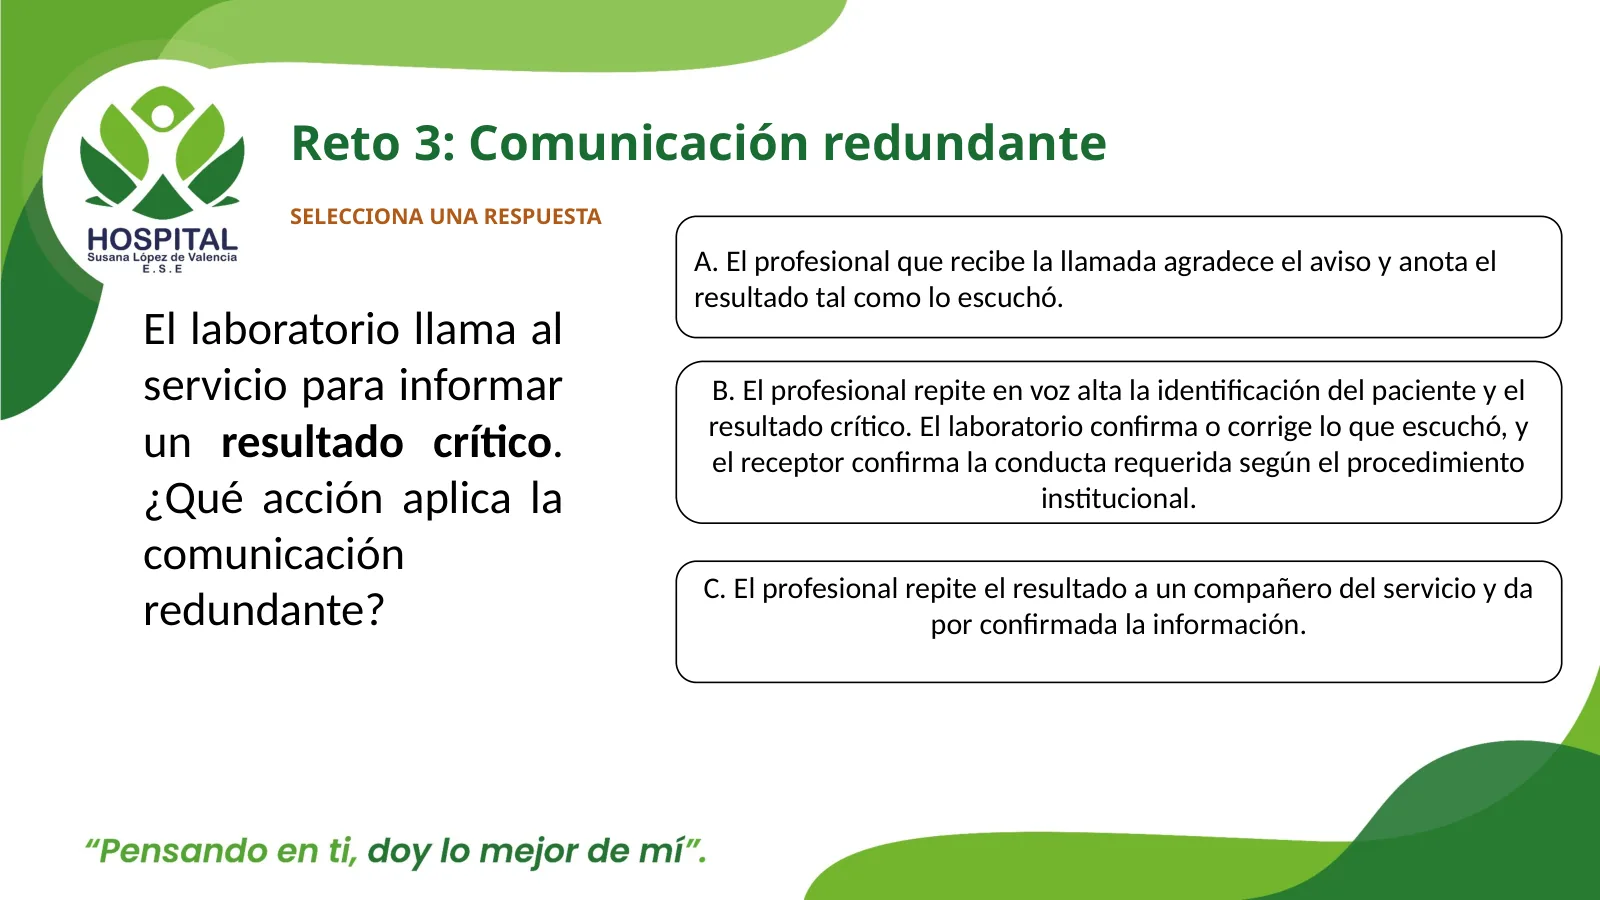 HOSPITAL
Susana López de Valencia
E.S.E
Reto 3: Comunicación redundante
SELECCIONA UNA RESPUESTA
El laboratorio llama al
servicio para informar
un resultado crítico.
¿Qué acción aplica la
comunicación
redundante?
A. El profesional que recibe la llamada agradece el aviso y anota el
resultado tal como lo escuchó.
B. El profesional repite en voz alta la identificación del paciente y el
resultado crítico. El laboratorio confirma o corrige lo que escuchó, y
el receptor confirma la conducta requerida según el procedimiento
institucional.
C. El profesional repite el resultado a un compañero del servicio y da
por confirmada la información.
“Pensando en ti, doy lo mejor de mí”.